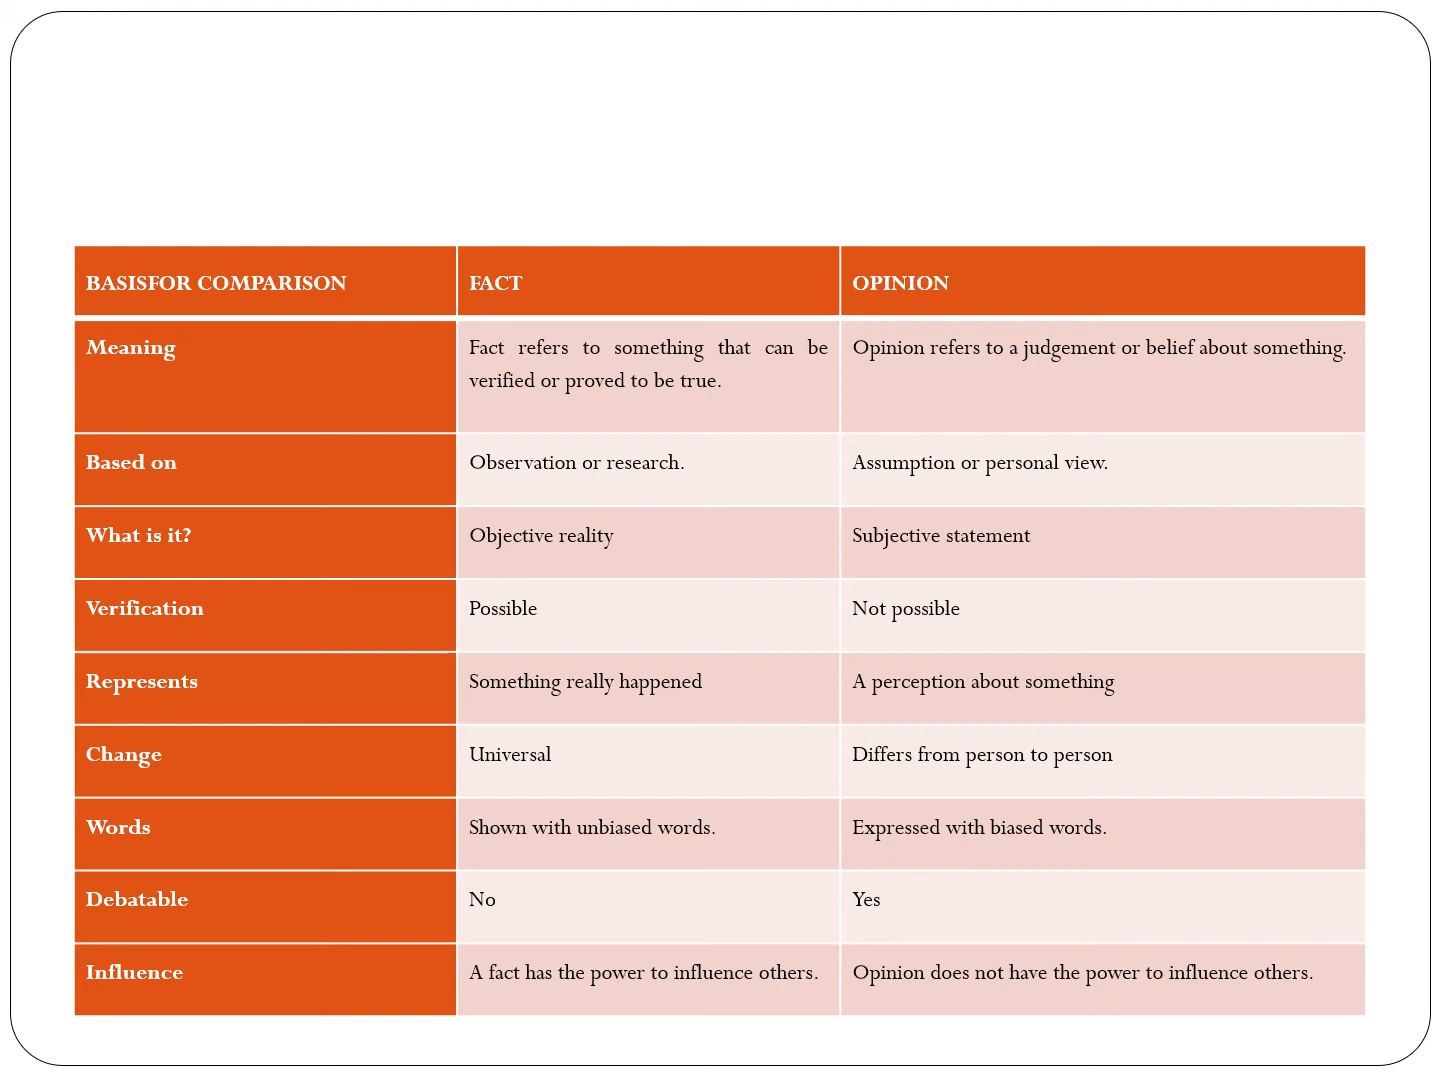 BASISFOR COMPARISON FACT OPINION
Meaning Fact refers to something that can be Opinion refers to a judgement or belief about something.
verified or proved to be true.
Based on Observation or research. Assumption or personal view.
What is it? Objective reality Subjective statement
Verification Possible Not possible
Represents Something really happened A perception about something
Change Universal Differs from person to person
Words Shown with unbiased words. Expressed with biased words.
Debatable No Yes
Influence A fact has the power to influence others. Opinion does not have the power to influence others.